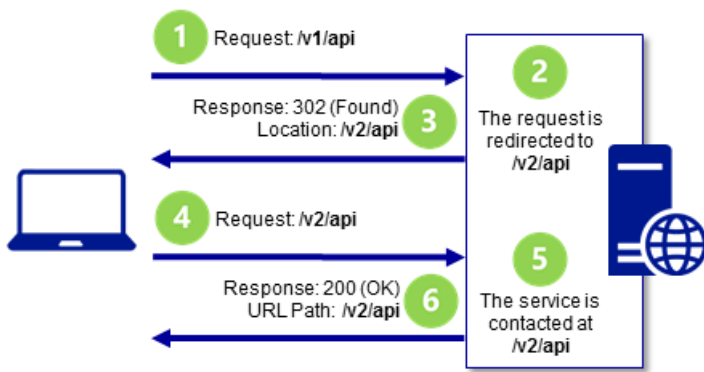 1
Request: /v1/api
2
The request is
redirected to
/v2/api
Response: 302 (Found)
Location: /v2/api
3
4
Request: /v2/api
5
The service is
contacted at
/v2/api
Response: 200 (OK)
URL Path: /v2/api
6